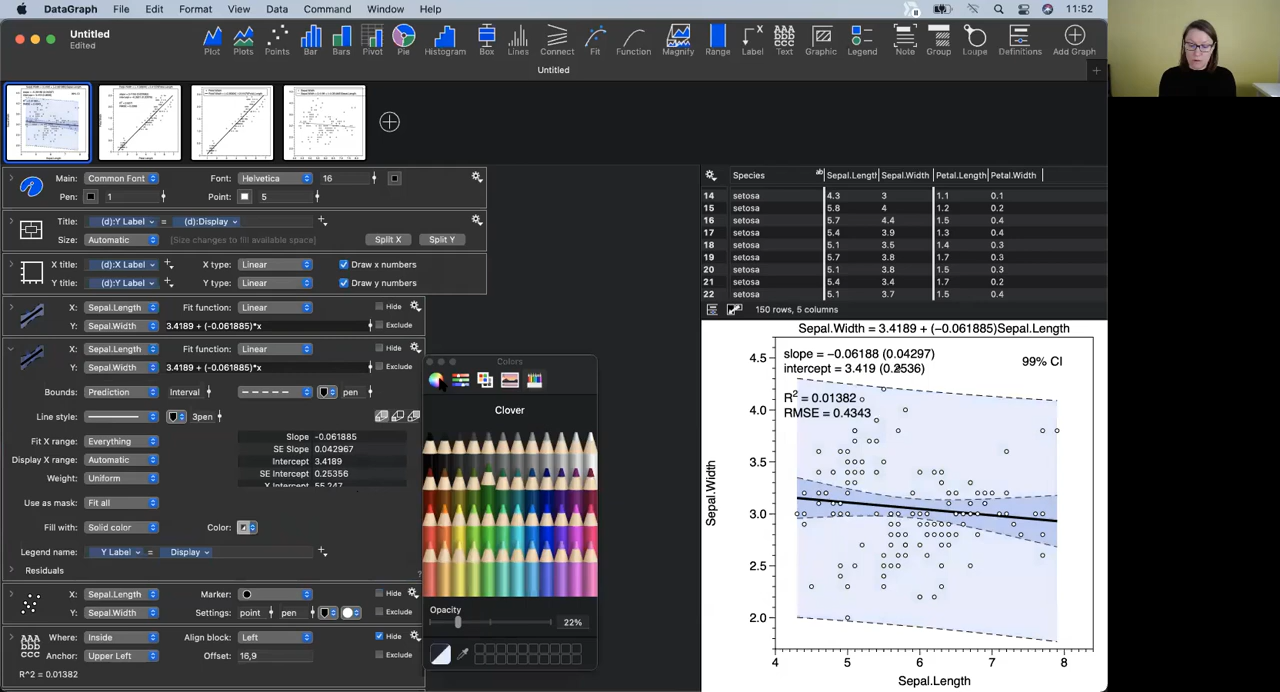 DataGraph File Edit Format View Data Command Window Help 11:52
Untitled
Edited
Plot Plots Points Bar Bars Pivot Pie Histogram Box Lines Connect Fit Function Magnify Range Label Text Graphic Legend Note Group Loupe Definitions Add Graph
Untitled
Main: Common Font Font: Helvetica 16
Pen: 1 Point: 5
Title: (d):Y Label = (d):Display
Size: Automatic [Size changes to fill available space] Split X Split Y
X title: (d):X Label X type: Linear Draw x numbers
Y title: (d):Y Label Y type: Linear Draw y numbers
X: Sepal.Length Fit function: Linear Hide
Y: Sepal.Width 3.4189 + (-0.061885)*x Exclude
X: Sepal.Length Fit function: Linear Hide
Y: Sepal.Width 3.4189 + (-0.061885)*x Exclude
Bounds: Prediction Interval pen
Line style: 3pen
Fit X range: Everything
Display X range: Automatic
Weight: Uniform
Slope -0.061885
SE Slope 0.042967
Intercept 3.4189
SE Intercept 0.25356
X Intercept 55.247
Use as mask: Fit all
Fill with: Solid color Color:
Legend name: Y Label = Display
Residuals
?
X: Sepal.Length Marker: Hide
Y: Sepal.Width Settings: point pen Exclude
Where: Inside Align block: Left Hide
Anchor: Upper Left Offset: 16,9 Exclude
R^2 = 0.01382
Colors
Clover
Opacity
22%
Species ab Sepal.Length Sepal.Width Petal.Length Petal.Width
14 setosa 4.3 3 1.1 0.1
15 setosa 5.8 4 1.2 0.2
16 setosa 5.7 4.4 1.5 0.4
17 setosa 5.4 3.9 1.3 0.4
18 setosa 5.1 3.5 1.4 0.3
19 setosa 5.7 3.8 1.7 0.3
20 setosa 5.1 3.8 1.5 0.3
21 setosa 5.4 3.4 1.7 0.2
22 setosa 5.1 3.7 1.5 0.4
150 rows, 5 columns
Sepal.Width = 3.4189 + (−0.061885)Sepal.Length
slope = −0.06188 (0.04297)
intercept = 3.419 (0.2536)
99% CI
R² = 0.01382
RMSE = 0.4343
4.5
4.0
3.5
3.0
2.5
2.0
Sepal.Width
4 5 6 7 8
Sepal.Length